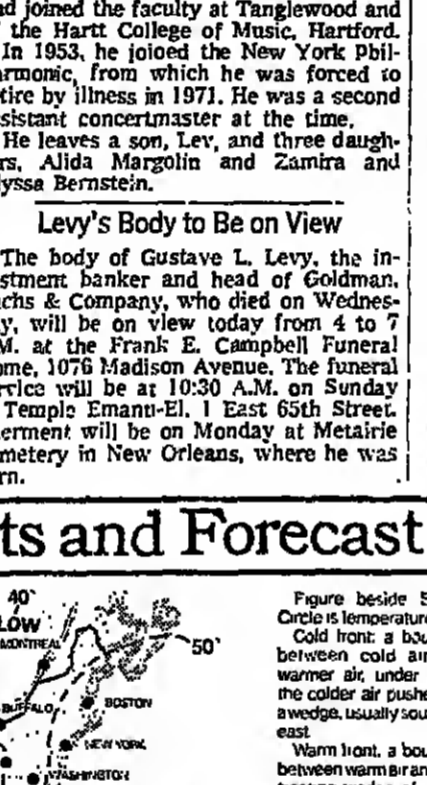 nd joined the faculty at Tanglewood and
the Hartt College of Music, Hartford.
In 1953, he joioed the New York Phil-
armonic, from which he was forced to
tire by illness in 1971. He was a second
sistant concertmaster at the time.
He leaves a son, Lev, and three daugh-
rs, Alida Margolin and Zamira and
lyssa Bernstein.
Levy's Body to Be on View
The body of Gustave L. Levy, the in-
stment banker and head of Goldman,
chs & Company, who died on Wednes-
y, will be on view today from 4 to 7
M. at the Frank E. Campbell Funeral
ome, 1076 Madison Avenue. The funeral
rvice will be at 10:30 A.M. on Sunday
Temple Emanu-El, 1 East 65th Street.
erment will be on Monday at Metairie
metery in New Orleans, where he was
rn.
ts and Forecast
40°
LOW
MONTREAL
50°
BUFFALO
BOSTON
NEW YORK
WASHINGTON
Figure beside S
Circle is temperature
Cold front: a bou
between cold air
warmer air, under
the colder air pushe
a wedge, usually sou
east
Warm front, a bou
between warm air an